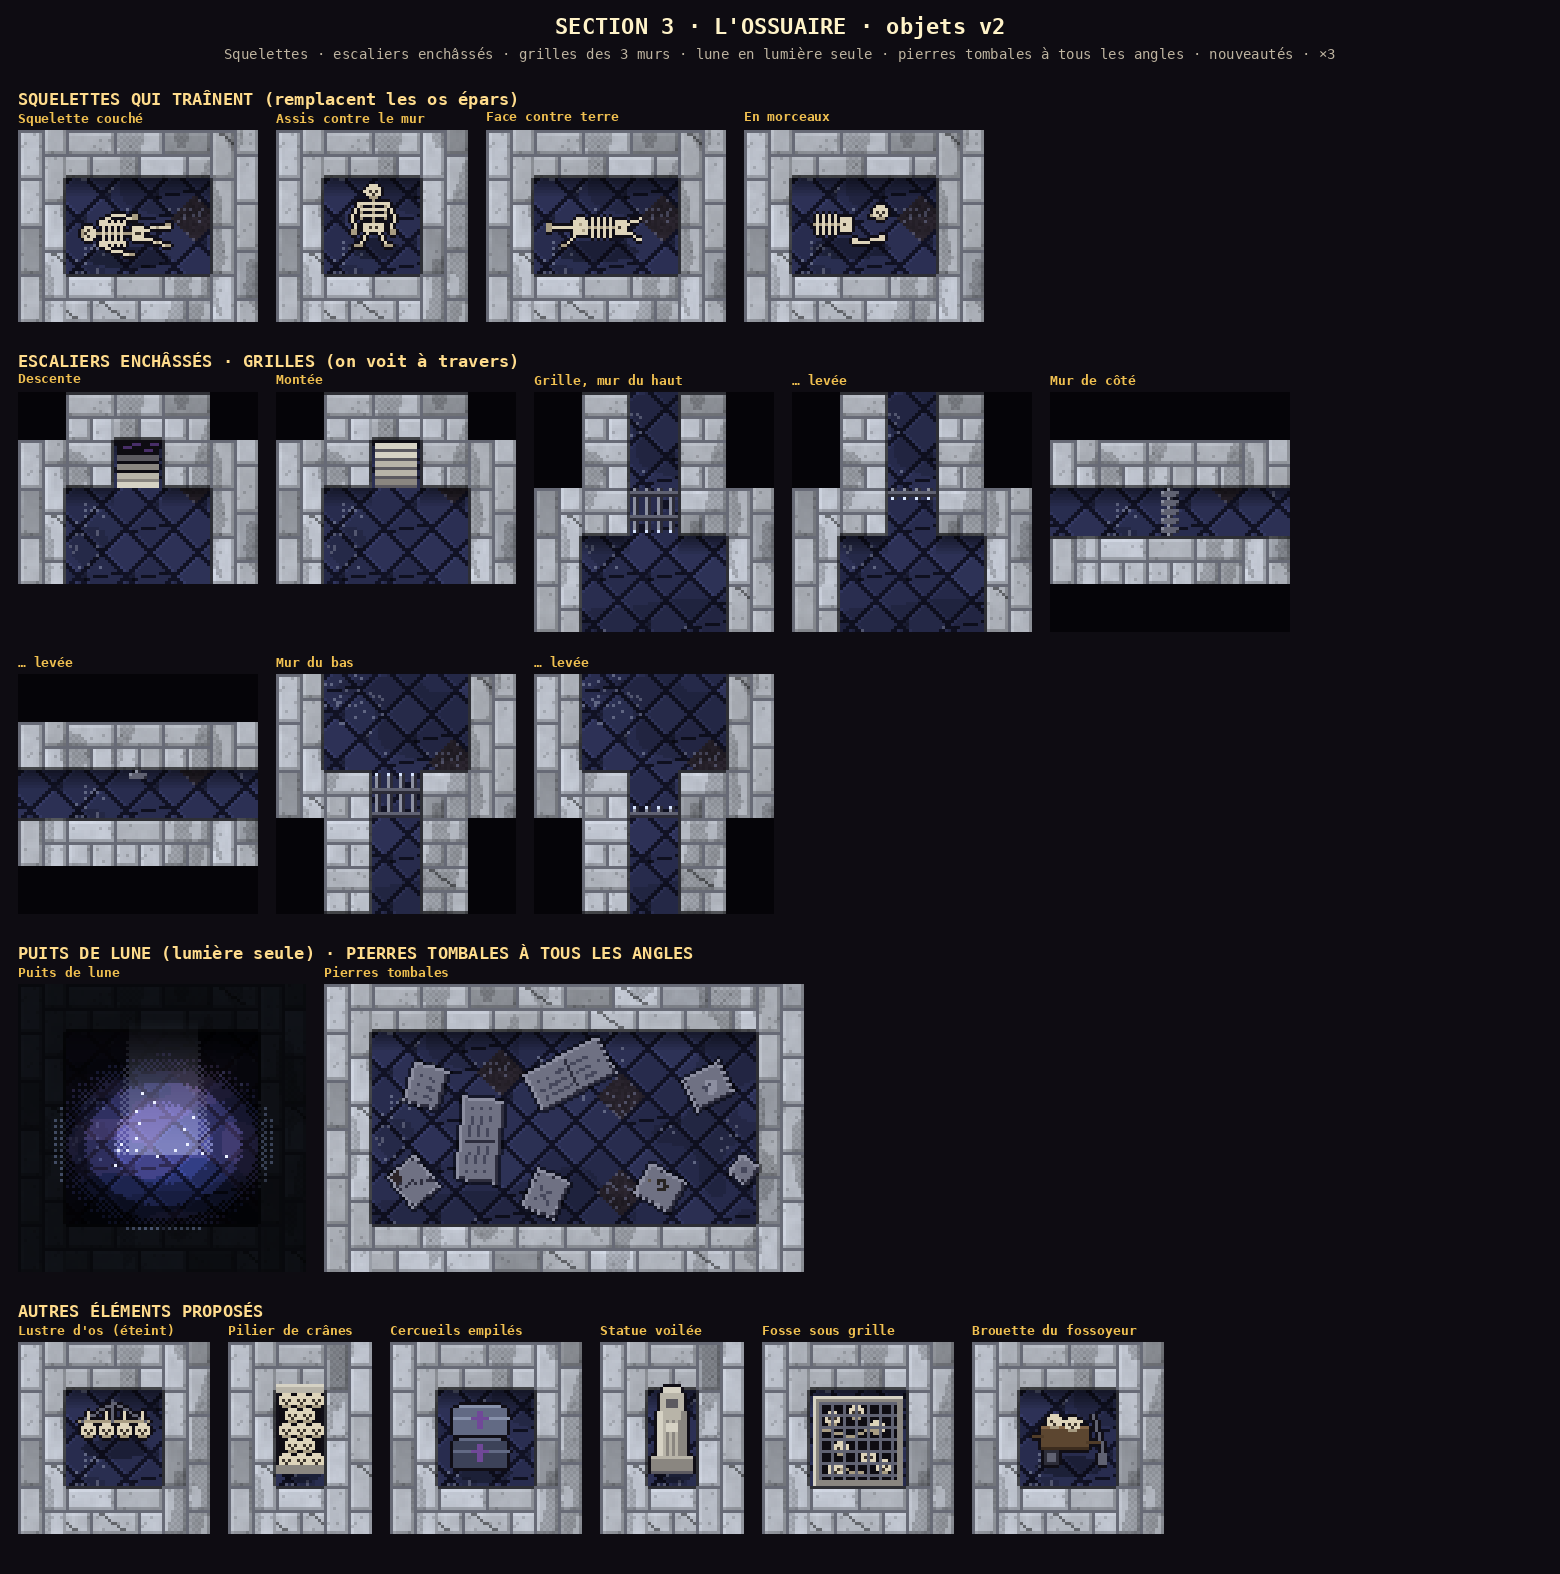 SECTION 3 · L'OSSUAIRE · objets v2
Squelettes · escaliers enchâssés · grilles des 3 murs · lune en lumière seule · pierres tombales à tous les angles · nouveautés · ×3
SQUELETTES QUI TRAÎNENT (remplacent les os épars)
Squelette couché
Assis contre le mur
Face contre terre
En morceaux
ESCALIERS ENCHÂSSÉS · GRILLES (on voit à travers)
Descente
Montée
Grille, mur du haut
… levée
Mur de côté
… levée
Mur du bas
… levée
PUITS DE LUNE (lumière seule) · PIERRES TOMBALES À TOUS LES ANGLES
Puits de lune
Pierres tombales
AUTRES ÉLÉMENTS PROPOSÉS
Lustre d'os (éteint)
Pilier de crânes
Cercueils empilés
Statue voilée
Fosse sous grille
Brouette du fossoyeur